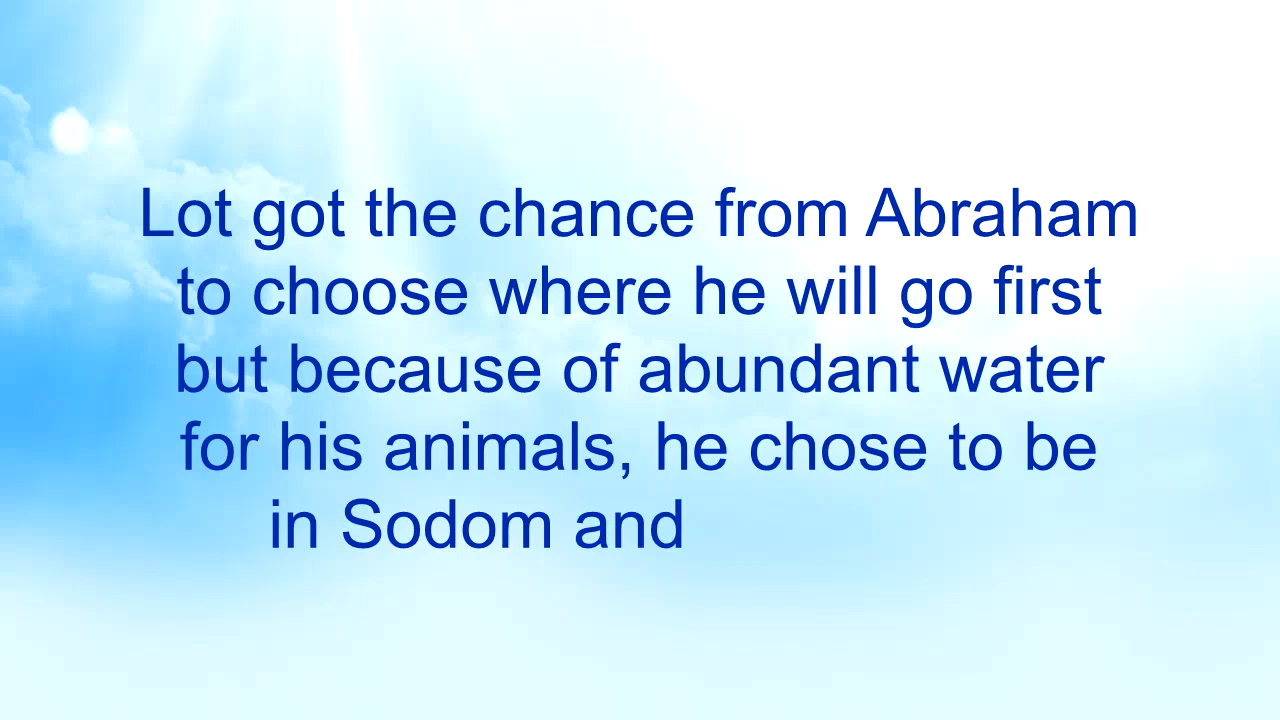 Lot got the chance from Abraham
to choose where he will go first
but because of abundant water
for his animals, he chose to be
in Sodom and